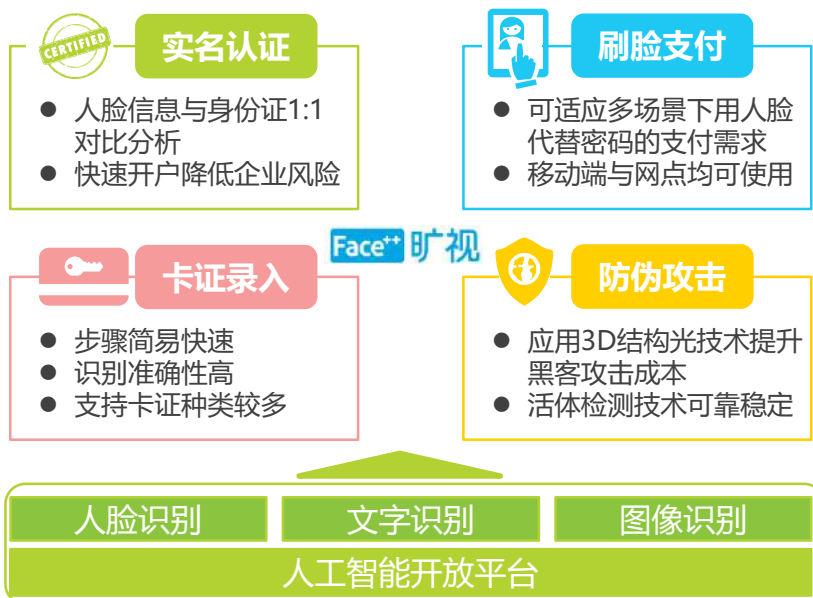 CERTIFIED
实名认证
● 人脸信息与身份证1:1
对比分析
● 快速开户降低企业风险
刷脸支付
● 可适应多场景下用人脸
代替密码的支付需求
● 移动端与网点均可使用
Face++ 旷视
卡证录入
● 步骤简易快速
● 识别准确性高
● 支持卡证种类较多
防伪攻击
● 应用3D结构光技术提升
黑客攻击成本
● 活体检测技术可靠稳定
人脸识别
文字识别
图像识别
人工智能开放平台